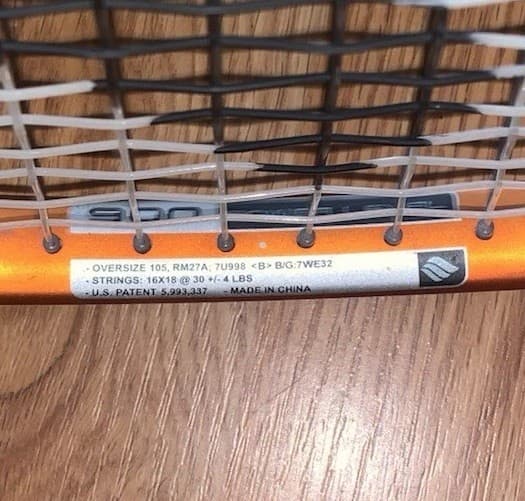 - OVERSIZE 105, RM27A; 7U998 <B> B/G:7WE32
- STRINGS: 16X18 @ 30 +/- 4 LBS
- U.S. PATENT 5,993,337 - MADE IN CHINA